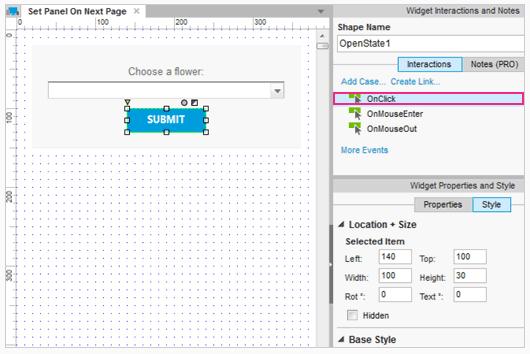 Set Panel On Next Page ×
0 100 200 300
0
100
200
300
Choose a flower:
SUBMIT
Widget Interactions and Notes
Shape Name
OpenState1
Interactions Notes (PRO)
Add Case... Create Link...
OnClick
OnMouseEnter
OnMouseOut
More Events
Widget Properties and Style
Properties Style
Location + Size
Selected Item
Left: 140 Top: 100
Width: 100 Height: 30
Rot °: 0 Text °: 0
Hidden
Base Style